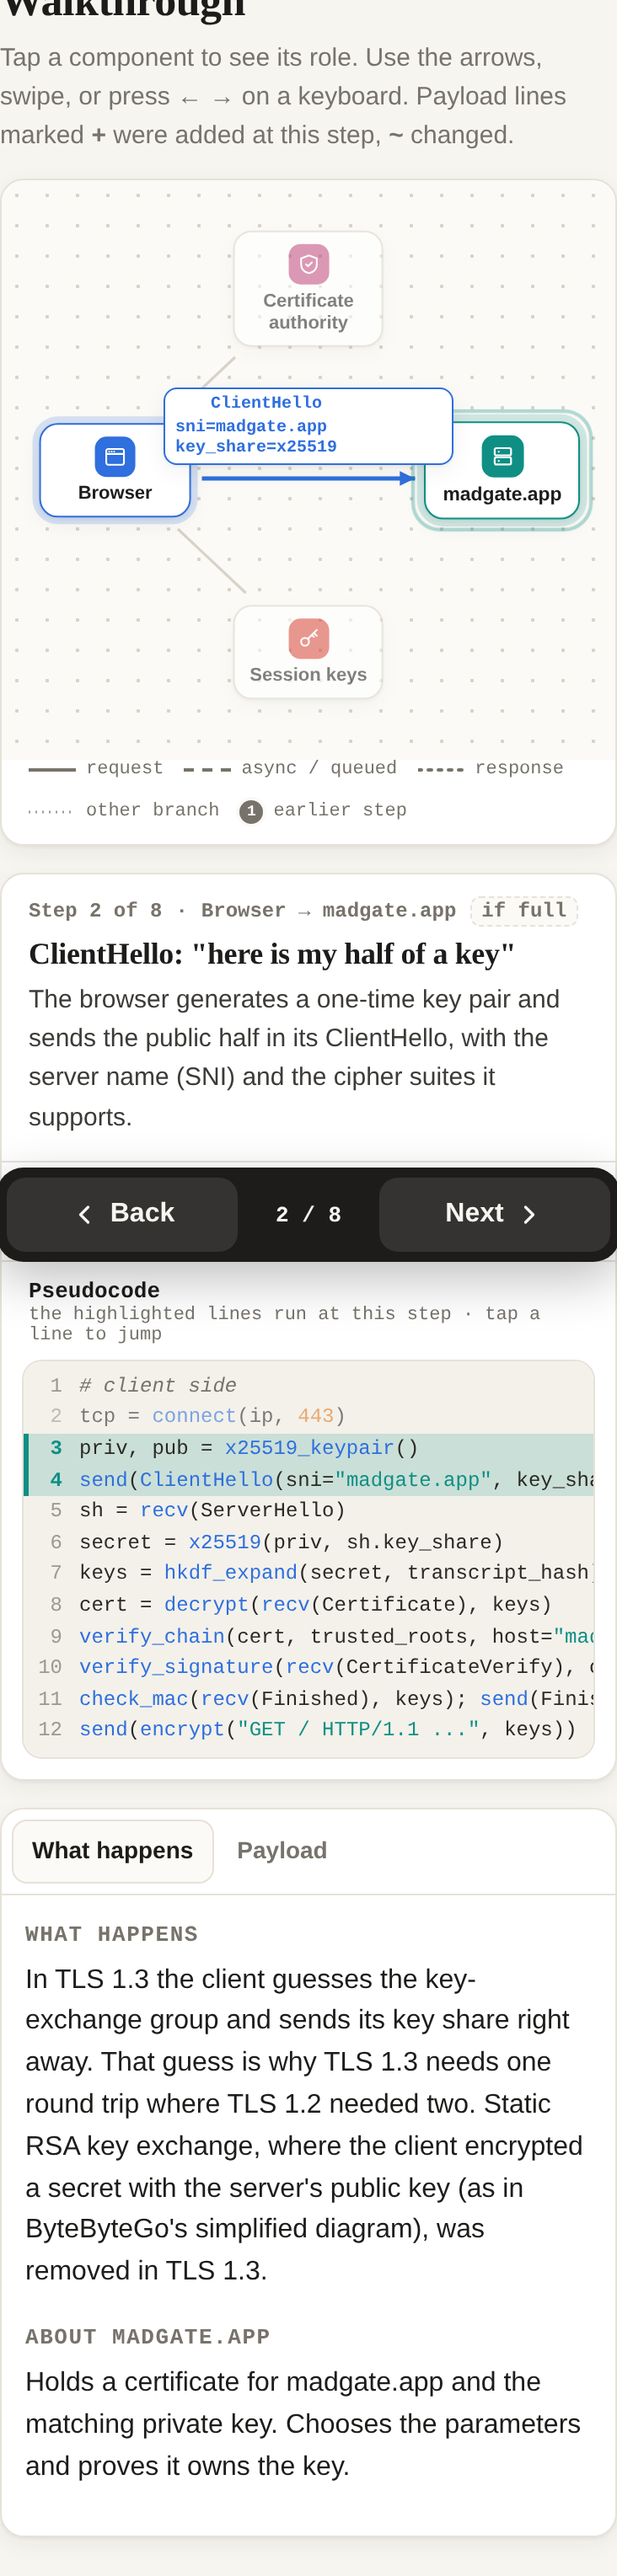 Walkthrough
Tap a component to see its role. Use the arrows,
swipe, or press ← → on a keyboard. Payload lines
marked + were added at this step, ~ changed.
Certificate
authority
ClientHello
sni=madgate.app
key_share=x25519
Browser
madgate.app
Session keys
request async / queued response
other branch 1 earlier step
Step 2 of 8 · Browser → madgate.app if full
ClientHello: "here is my half of a key"
The browser generates a one-time key pair and
sends the public half in its ClientHello, with the
server name (SNI) and the cipher suites it
supports.
Back 2 / 8 Next
Pseudocode
the highlighted lines run at this step · tap a
line to jump
1 # client side
2 tcp = connect(ip, 443)
3 priv, pub = x25519_keypair()
4 send(ClientHello(sni="madgate.app", key_sha
5 sh = recv(ServerHello)
6 secret = x25519(priv, sh.key_share)
7 keys = hkdf_expand(secret, transcript_hash)
8 cert = decrypt(recv(Certificate), keys)
9 verify_chain(cert, trusted_roots, host="mad
10 verify_signature(recv(CertificateVerify), c
11 check_mac(recv(Finished), keys); send(Finis
12 send(encrypt("GET / HTTP/1.1 ...", keys))
What happens Payload
WHAT HAPPENS
In TLS 1.3 the client guesses the key-
exchange group and sends its key share right
away. That guess is why TLS 1.3 needs one
round trip where TLS 1.2 needed two. Static
RSA key exchange, where the client encrypted
a secret with the server's public key (as in
ByteByteGo's simplified diagram), was
removed in TLS 1.3.
ABOUT MADGATE.APP
Holds a certificate for madgate.app and the
matching private key. Chooses the parameters
and proves it owns the key.